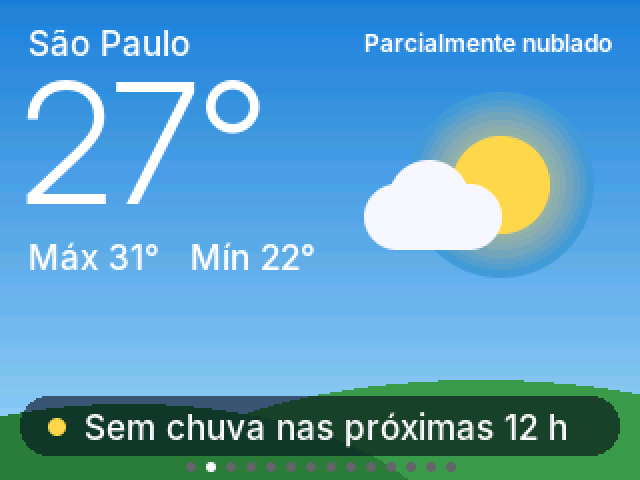 São Paulo
Parcialmente nublado
27°
Máx 31° Mín 22°
Sem chuva nas próximas 12 h